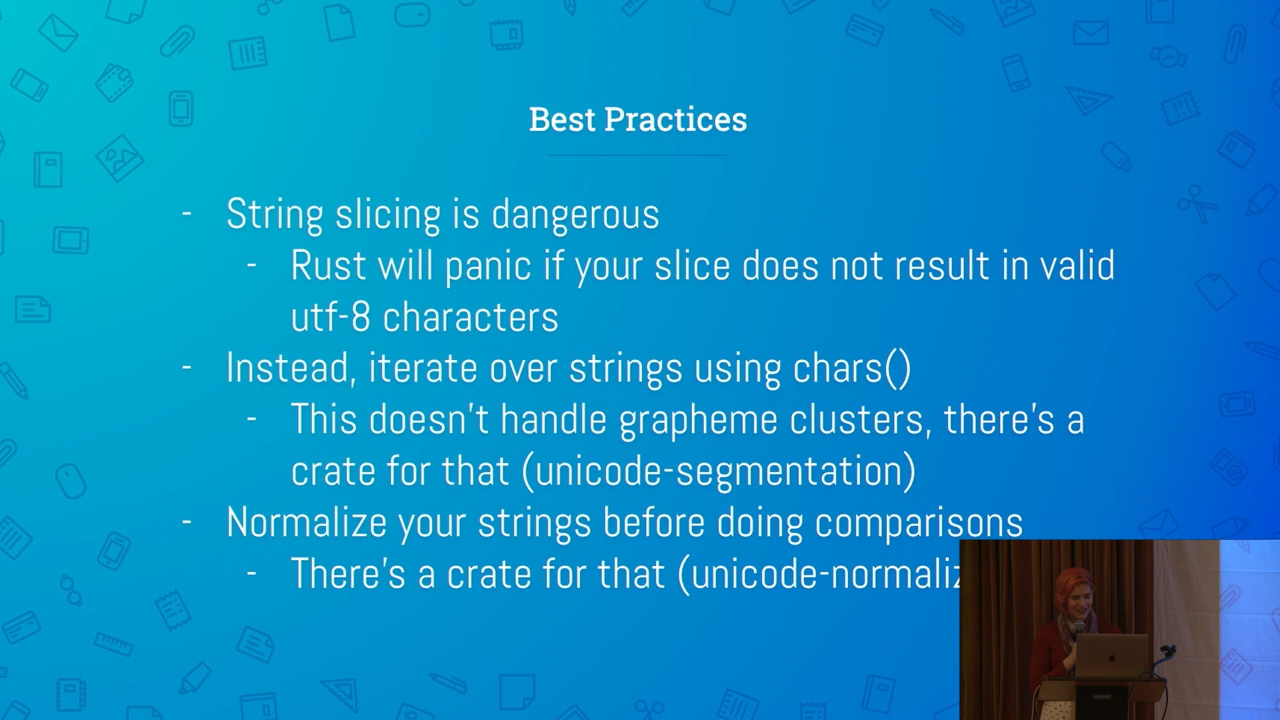 Best Practices
- String slicing is dangerous
- Rust will panic if your slice does not result in valid
utf-8 characters
- Instead, iterate over strings using chars()
- This doesn't handle grapheme clusters, there's a
crate for that (unicode-segmentation)
- Normalize your strings before doing comparisons
- There's a crate for that (unicode-normaliz